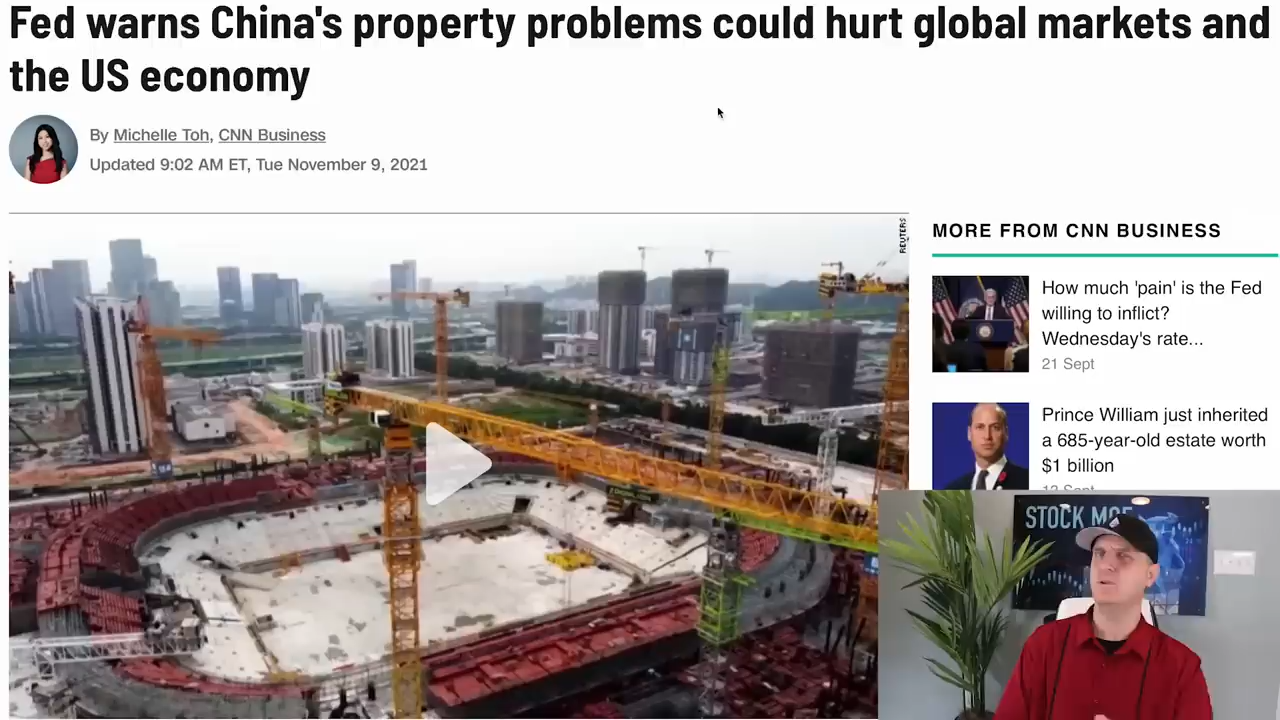 Fed warns China's property problems could hurt global markets and
the US economy
By Michelle Toh, CNN Business
Updated 9:02 AM ET, Tue November 9, 2021
REUTERS
MORE FROM CNN BUSINESS
How much 'pain' is the Fed
willing to inflict?
Wednesday's rate...
21 Sept
Prince William just inherited
a 685-year-old estate worth
$1 billion
STOCK MOE